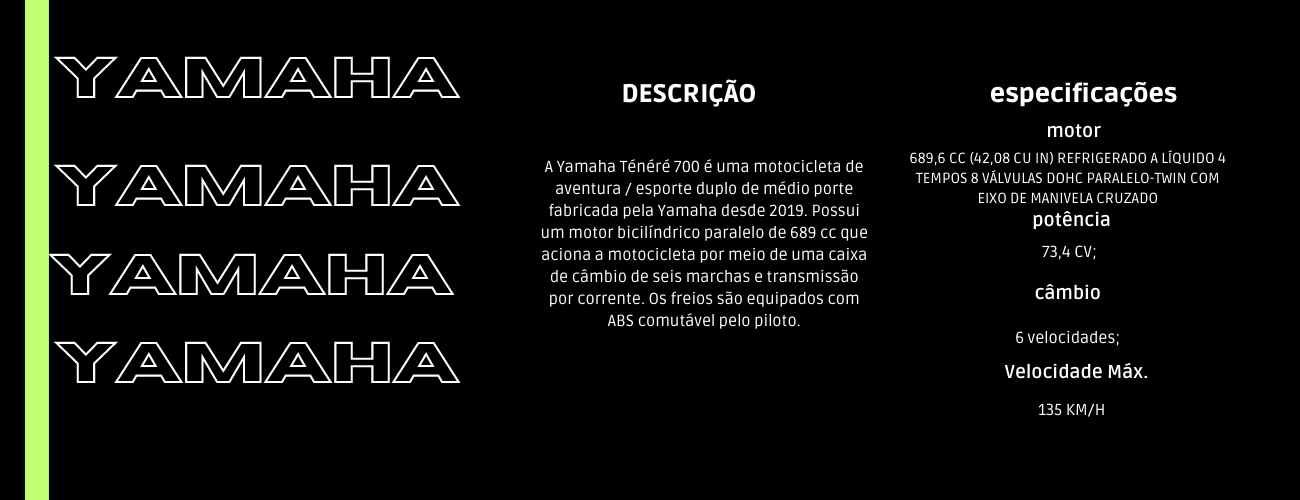 YAMAHA
YAMAHA
YAMAHA
YAMAHA
DESCRIÇÃO
A Yamaha Ténéré 700 é uma motocicleta de
aventura / esporte duplo de médio porte
fabricada pela Yamaha desde 2019. Possui
um motor bicilíndrico paralelo de 689 cc que
aciona a motocicleta por meio de uma caixa
de câmbio de seis marchas e transmissão
por corrente. Os freios são equipados com
ABS comutável pelo piloto.
especificações
motor
689,6 CC (42,08 CU IN) REFRIGERADO A LÍQUIDO 4
TEMPOS 8 VÁLVULAS DOHC PARALELO-TWIN COM
EIXO DE MANIVELA CRUZADO
potência
73,4 CV;
câmbio
6 velocidades;
Velocidade Máx.
135 KM/H